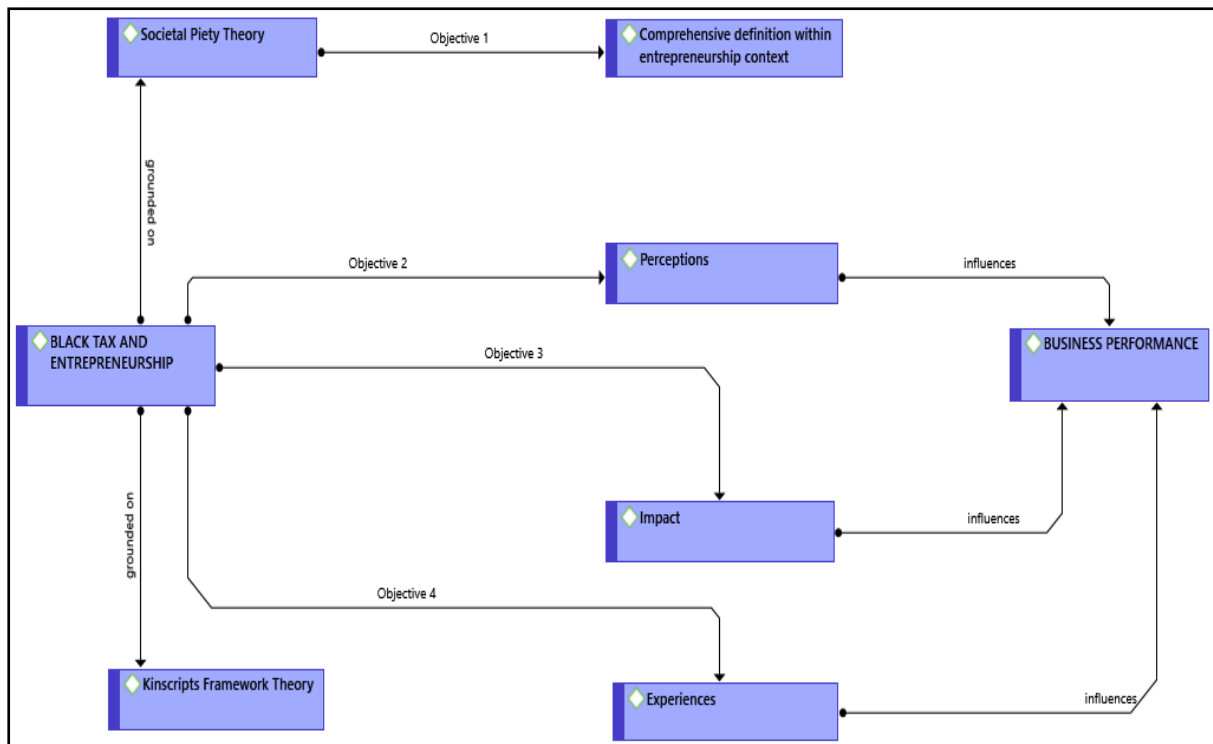 Societal Piety Theory
Objective 1
Comprehensive definition within
entrepreneurship context
grounded on
Objective 2
Perceptions
influences
BLACK TAX AND
ENTREPRENEURSHIP
Objective 3
BUSINESS PERFORMANCE
grounded on
Impact
influences
Objective 4
Kinscripts Framework Theory
Experiences
influences